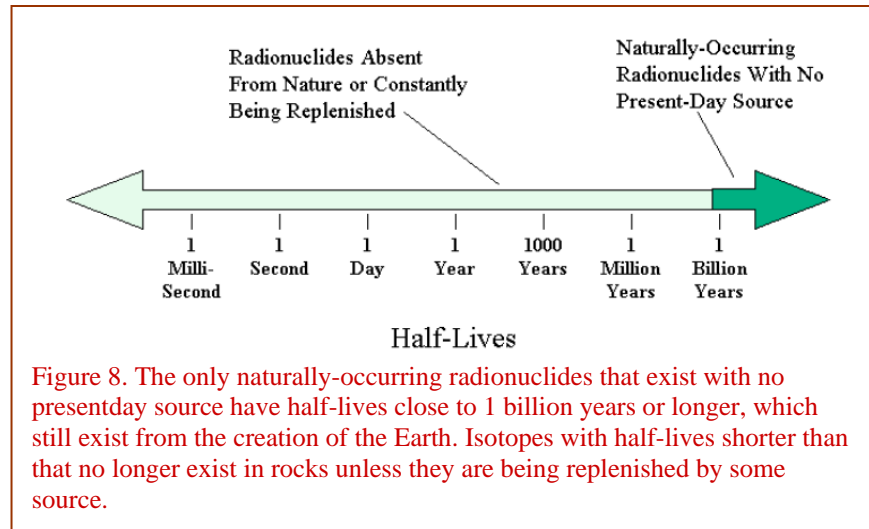 Radionuclides Absent
From Nature or Constantly
Being Replenished
Naturally-Occurring
Radionuclides With No
Present-Day Source
1
Milli-
Second
1
Second
1
Day
1
Year
1000
Years
1
Million
Years
1
Billion
Years
Half-Lives
Figure 8. The only naturally-occurring radionuclides that exist with no
presentday source have half-lives close to 1 billion years or longer, which
still exist from the creation of the Earth. Isotopes with half-lives shorter than
that no longer exist in rocks unless they are being replenished by some
source.